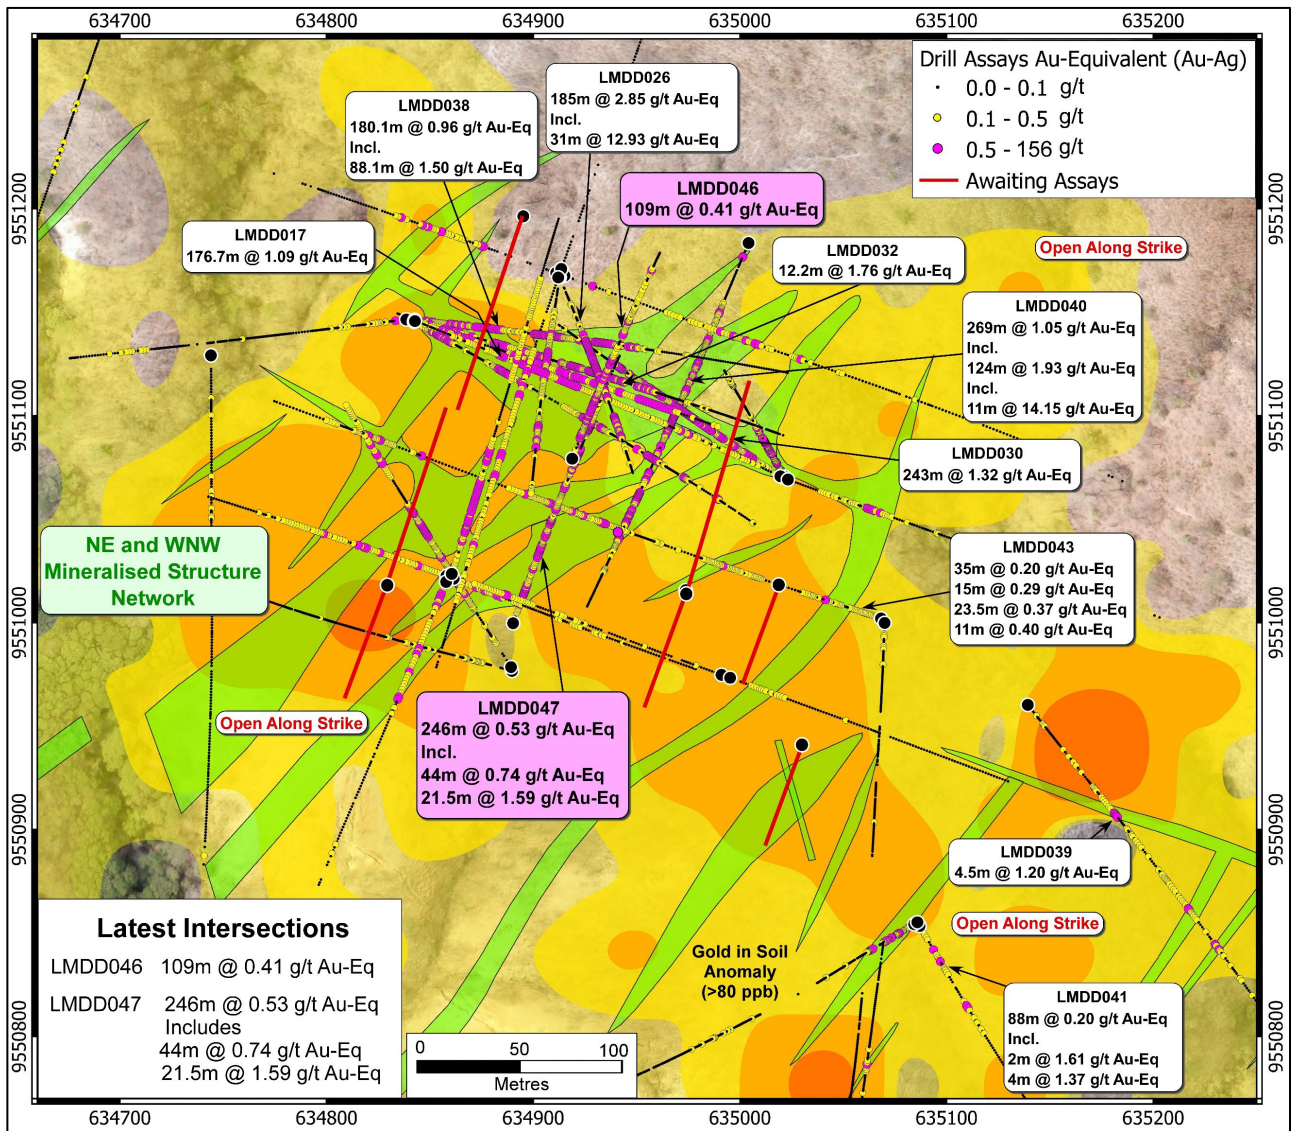 634700 634800 634900 635000 635100 635200
Drill Assays Au-Equivalent (Au-Ag)
0.0 - 0.1 g/t
0.1 - 0.5 g/t
0.5 - 156 g/t
Awaiting Assays
LMDD026
185m @ 2.85 g/t Au-Eq
Incl.
31m @ 12.93 g/t Au-Eq
LMDD038
180.1m @ 0.96 g/t Au-Eq
Incl.
88.1m @ 1.50 g/t Au-Eq
LMDD046
109m @ 0.41 g/t Au-Eq
9551200
9551200
LMDD017
176.7m @ 1.09 g/t Au-Eq
LMDD032
12.2m @ 1.76 g/t Au-Eq
Open Along Strike
LMDD040
269m @ 1.05 g/t Au-Eq
Incl.
124m @ 1.93 g/t Au-Eq
Incl.
11m @ 14.15 g/t Au-Eq
9551100
9551100
LMDD030
243m @ 1.32 g/t Au-Eq
NE and WNW
Mineralised Structure
Network
LMDD043
35m @ 0.20 g/t Au-Eq
15m @ 0.29 g/t Au-Eq
23.5m @ 0.37 g/t Au-Eq
11m @ 0.40 g/t Au-Eq
9551000
9551000
Open Along Strike
LMDD047
246m @ 0.53 g/t Au-Eq
Incl.
44m @ 0.74 g/t Au-Eq
21.5m @ 1.59 g/t Au-Eq
9550900
9550900
LMDD039
4.5m @ 1.20 g/t Au-Eq
Open Along Strike
Gold in Soil
Anomaly
(>80 ppb)
LMDD041
88m @ 0.20 g/t Au-Eq
Incl.
2m @ 1.61 g/t Au-Eq
4m @ 1.37 g/t Au-Eq
9550800
9550800
Latest Intersections
LMDD046 109m @ 0.41 g/t Au-Eq
LMDD047 246m @ 0.53 g/t Au-Eq
Includes
44m @ 0.74 g/t Au-Eq
21.5m @ 1.59 g/t Au-Eq
0 50 100
Metres
634700 634800 634900 635000 635100 635200